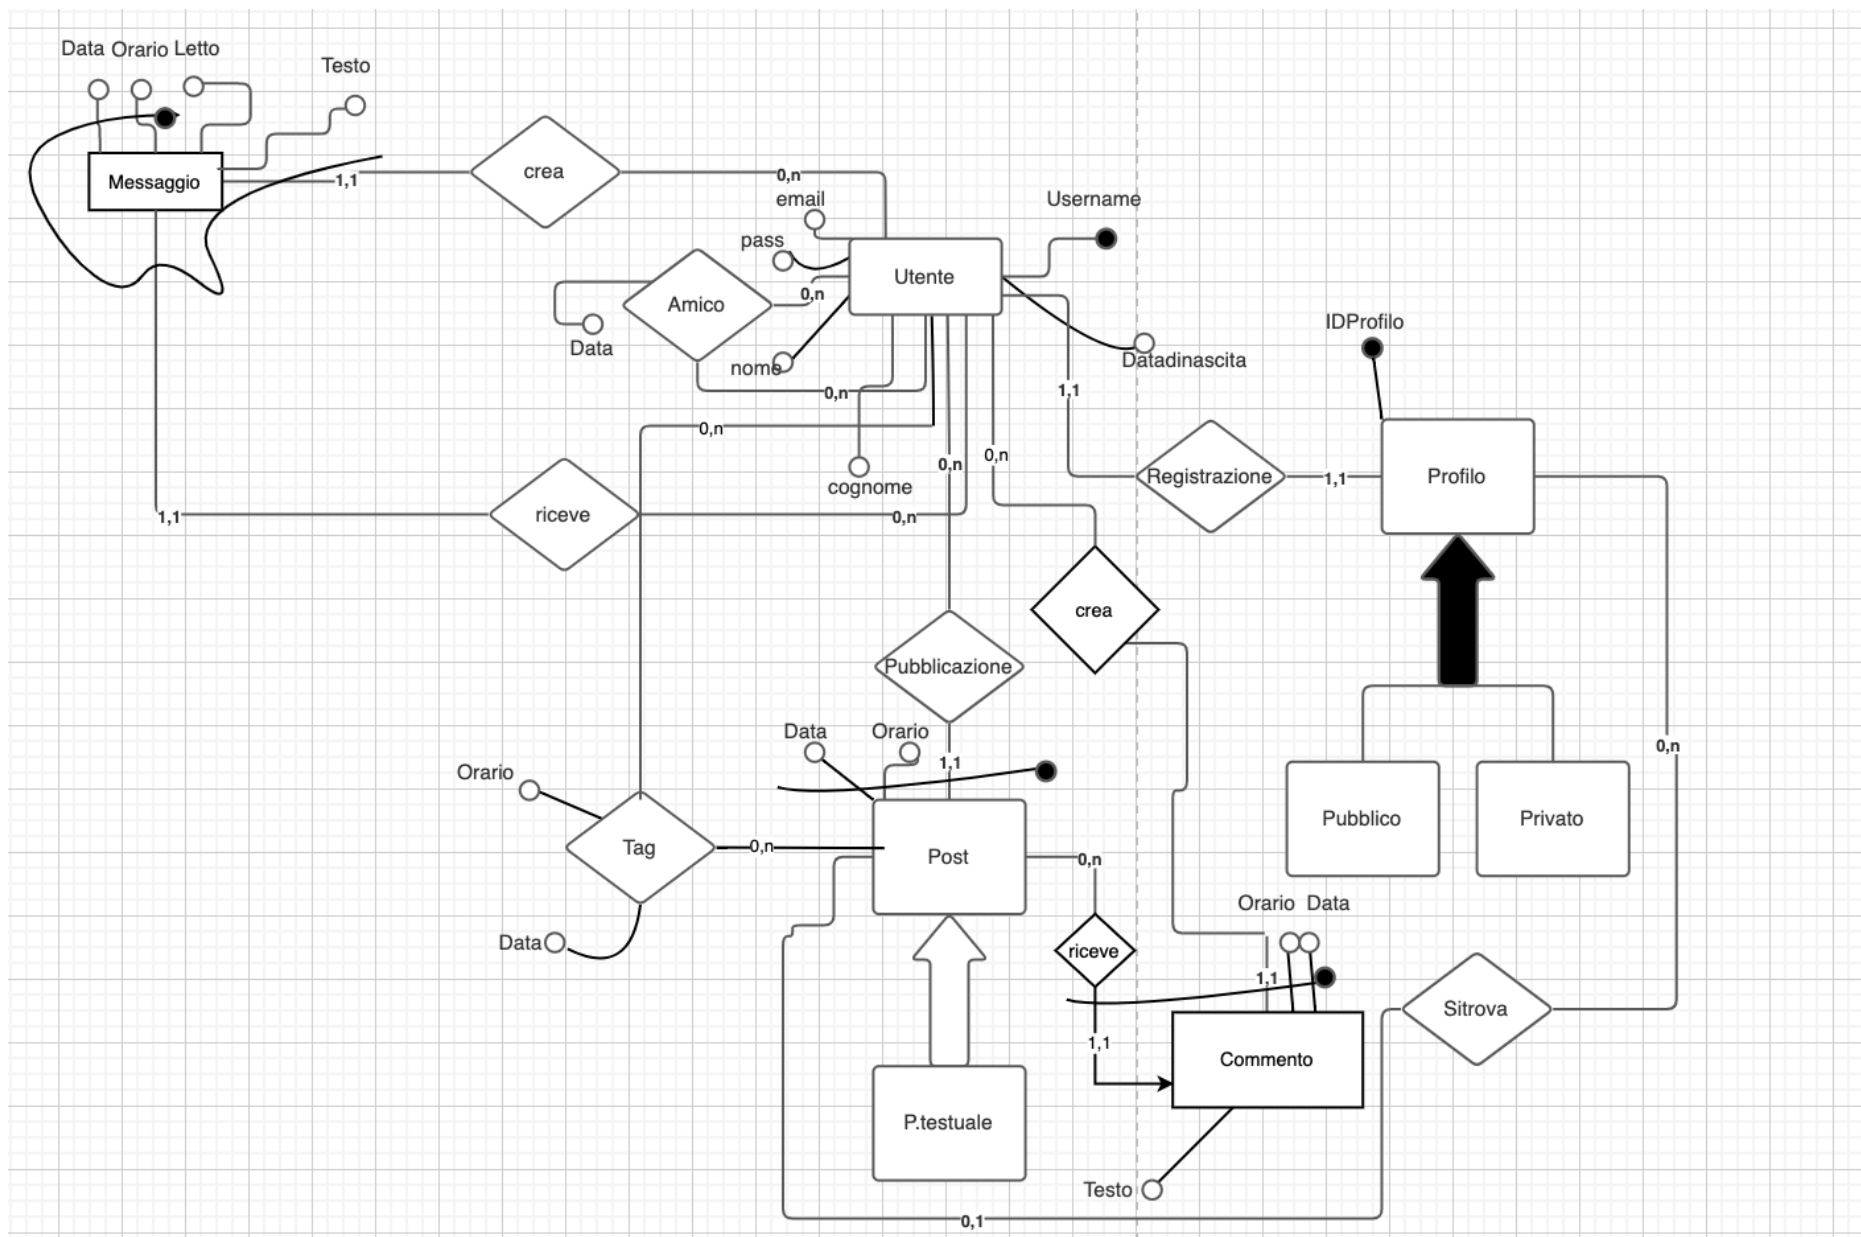 Data Orario Letto
Testo
Messaggio
1,1
crea
0,n
email
Username
pass
Utente
0,n
Amico
Data
nome
Datadinascita
IDProfilo
0,n
1,1
0,n
cognome
0,n
0,n
Registrazione
1,1
Profilo
1,1
riceve
0,n
crea
Pubblicazione
Data
Orario
1,1
0,n
Orario
Tag
0,n
Post
0,n
Pubblico
Privato
Orario Data
Data
riceve
1,1
Sitrova
1,1
Commento
P.testuale
Testo
0,1